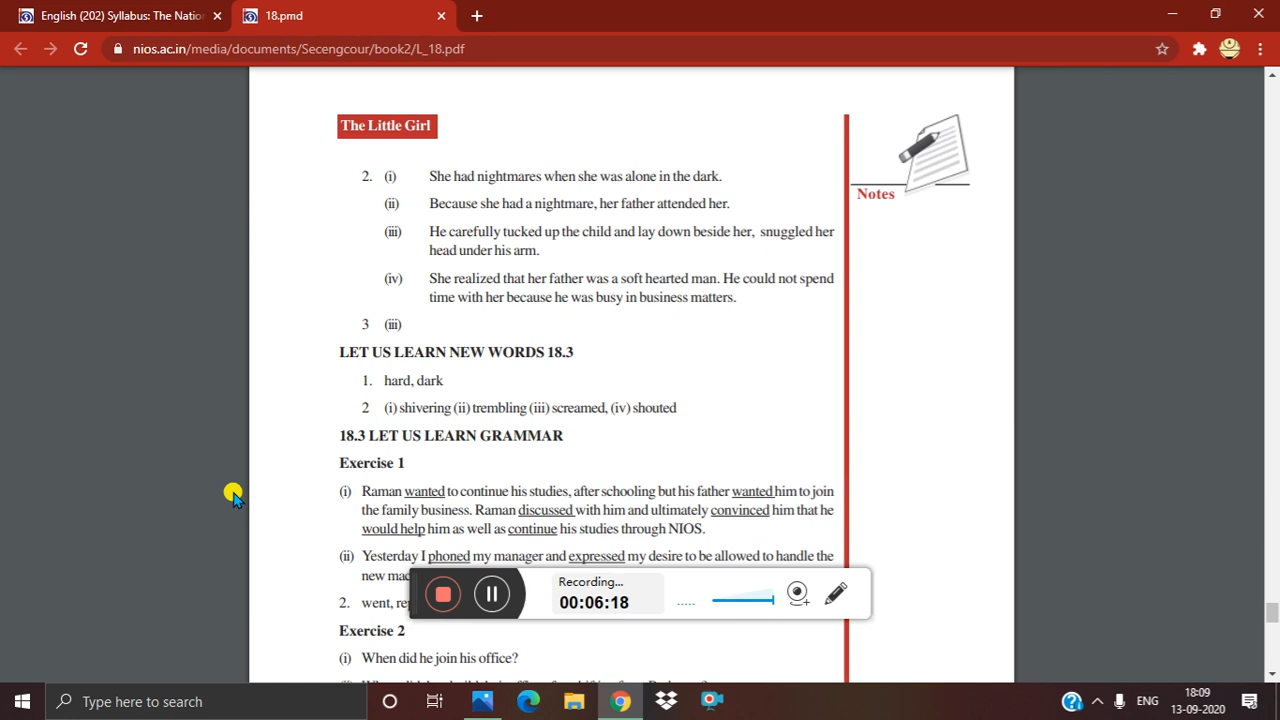 English (202) Syllabus: The Natio
18.pmd
nios.ac.in/media/documents/Secengcour/book2/L_18.pdf
The Little Girl
Notes
2. (i) She had nightmares when she was alone in the dark.
(ii) Because she had a nightmare, her father attended her.
(iii) He carefully tucked up the child and lay down beside her, snuggled her
head under his arm.
(iv) She realized that her father was a soft hearted man. He could not spend
time with her because he was busy in business matters.
3 (iii)
LET US LEARN NEW WORDS 18.3
1. hard, dark
2 (i) shivering (ii) trembling (iii) screamed, (iv) shouted
18.3 LET US LEARN GRAMMAR
Exercise 1
(i) Raman wanted to continue his studies, after schooling but his father wanted him to join
the family business. Raman discussed with him and ultimately convinced him that he
would help him as well as continue his studies through NIOS.
(ii) Yesterday I phoned my manager and expressed my desire to be allowed to handle the
new
Recording...
00:06:18
2. went,
Exercise 2
(i) When did he join his office?
Type here to search
ENG
18:09
13-09-2020